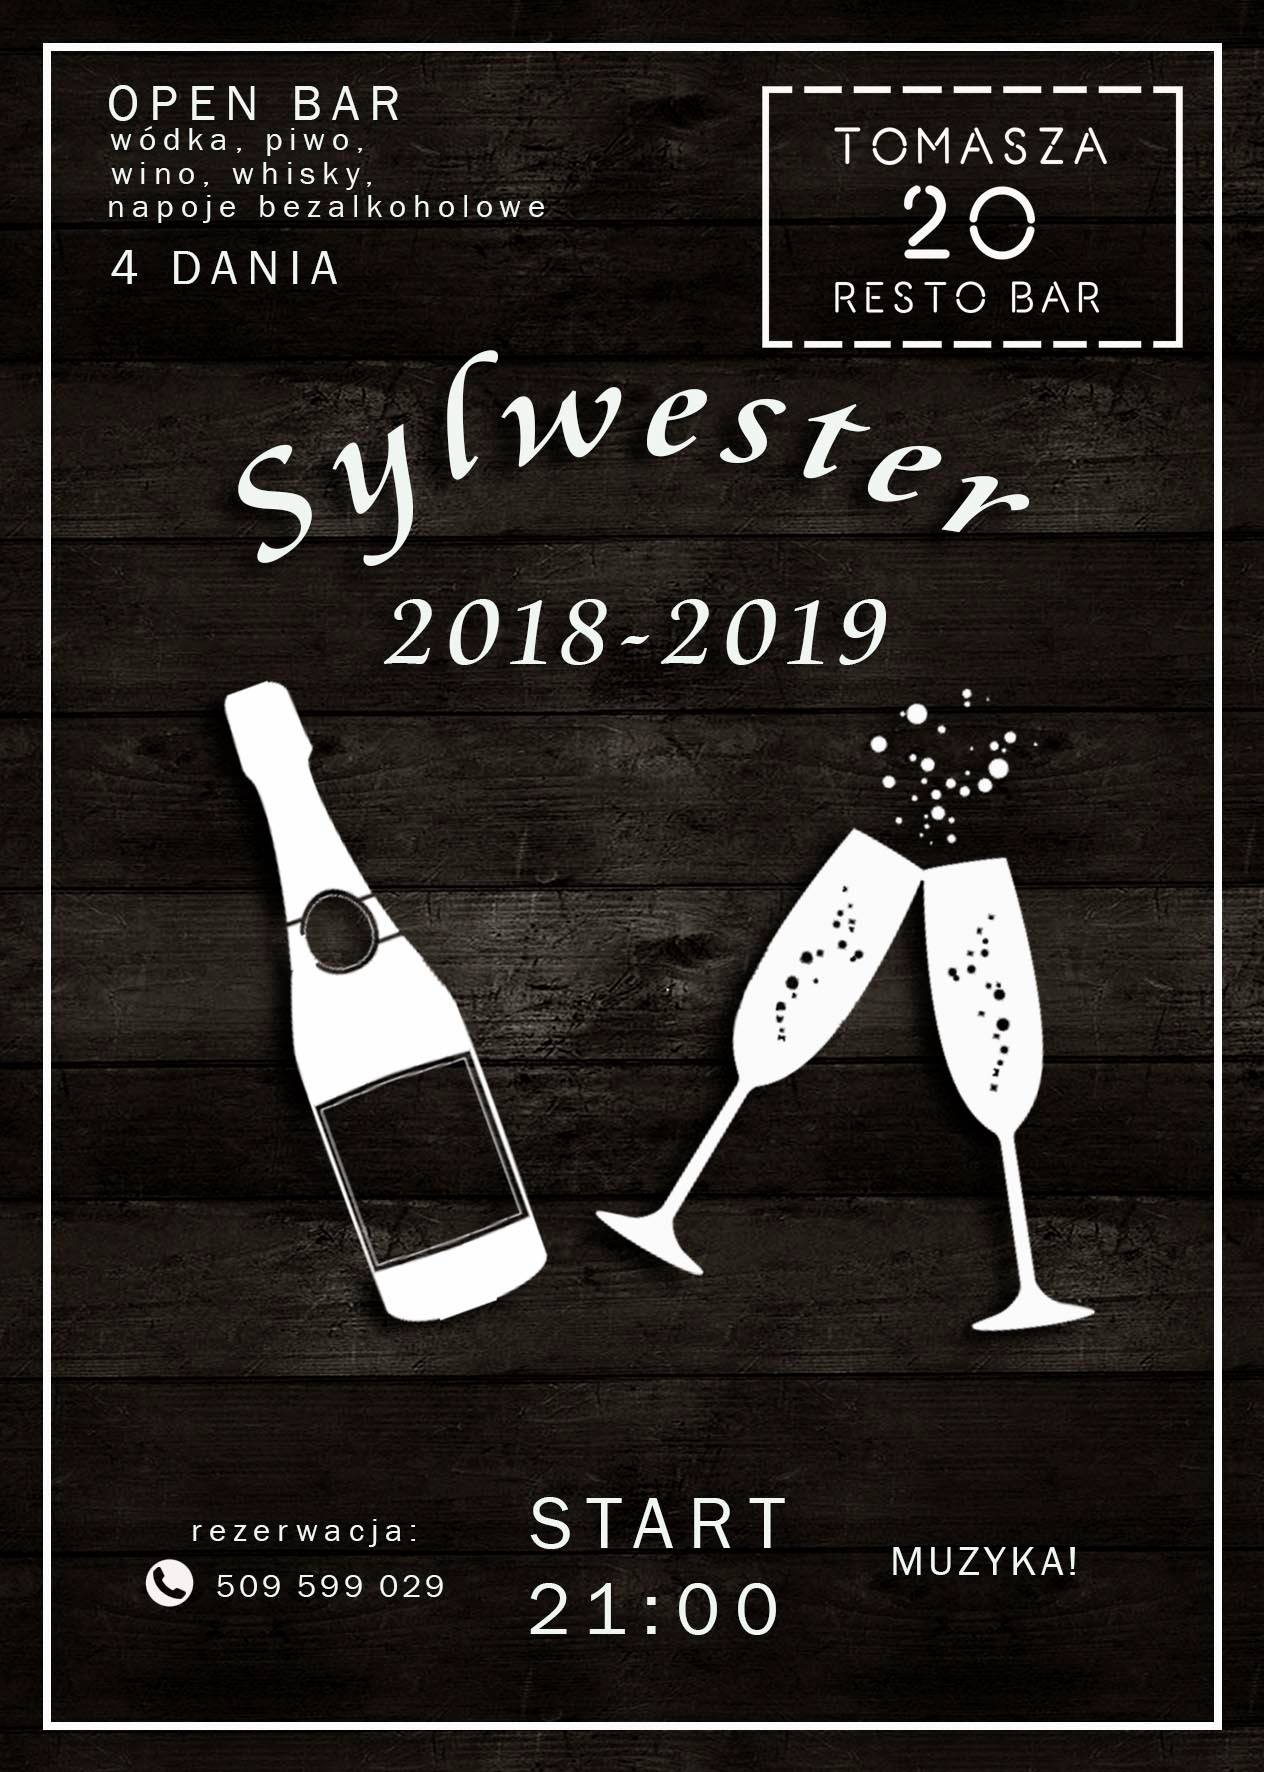 OPEN BAR
wódka, piwo,
wino, whisky,
napoje bezalkoholowe
4 DANIA
TOMASZA
20
RESTO BAR
Sylwester
2018-2019
rezerwacja:
509 599 029
START
21:00
MUZYKA!